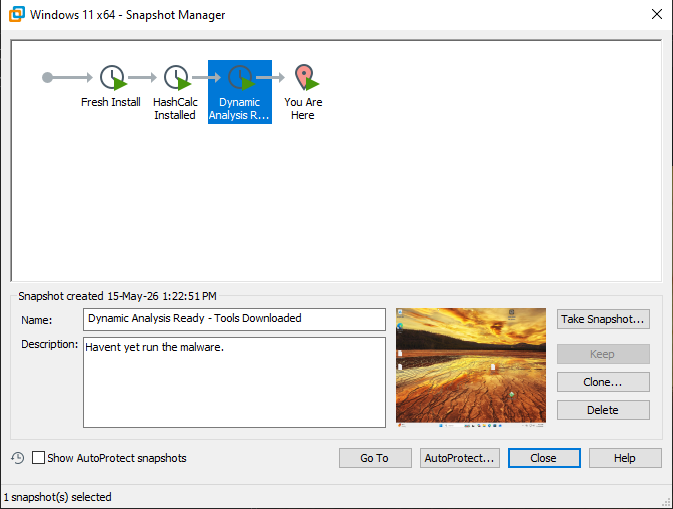 Windows 11 x64 - Snapshot Manager
Fresh Install
HashCalc
Installed
Dynamic
Analysis R...
You Are
Here
Snapshot created 15-May-26 1:22:51 PM
Name:
Dynamic Analysis Ready - Tools Downloaded
Description:
Havent yet run the malware.
Take Snapshot...
Keep
Clone...
Delete
Show AutoProtect snapshots
Go To
AutoProtect...
Close
Help
1 snapshot(s) selected